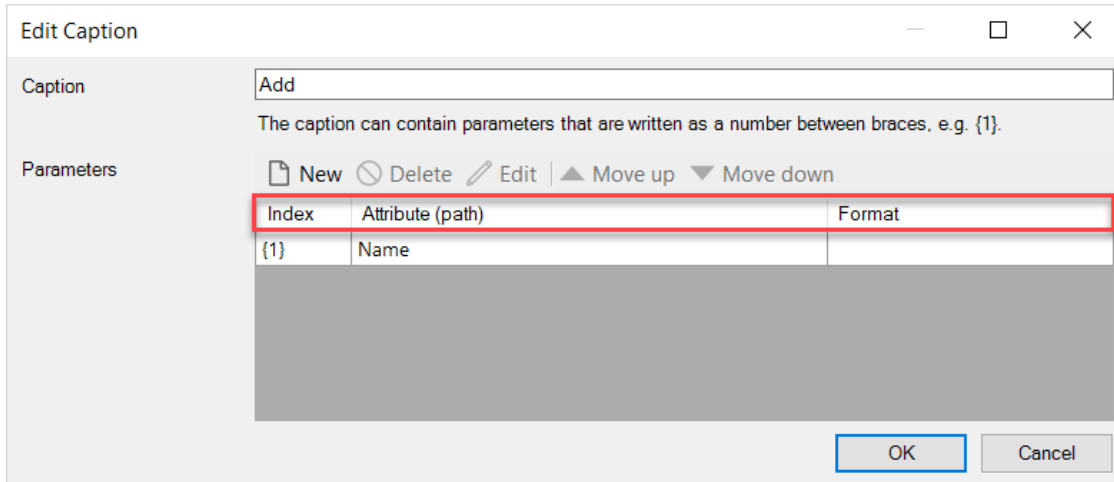 Edit Caption
Caption
Add
The caption can contain parameters that are written as a number between braces, e.g. {1}.
Parameters
New Delete Edit Move up Move down
Index Attribute (path) Format
{1} Name
OK Cancel